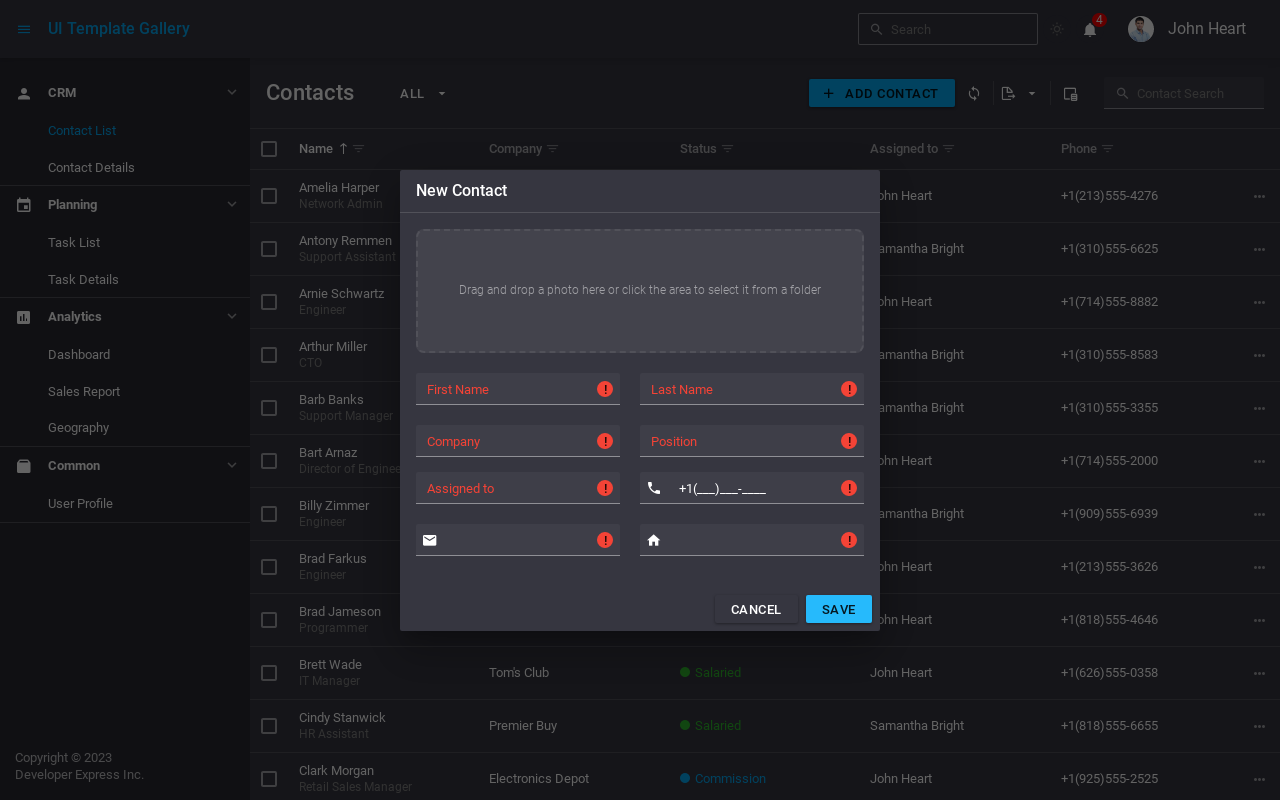 UI Template Gallery
Search
4
John Heart
CRM
Contact List
Contact Details
Planning
Task List
Task Details
Analytics
Dashboard
Sales Report
Geography
Common
User Profile
Copyright © 2023
Developer Express Inc.
Contacts
ALL
ADD CONTACT
Contact Search
Name
Company
Status
Assigned to
Phone
Amelia Harper
Network Admin
John Heart
+1(213)555-4276
Antony Remmen
Support Assistant
Samantha Bright
+1(310)555-6625
Arnie Schwartz
Engineer
John Heart
+1(714)555-8882
Arthur Miller
CTO
Samantha Bright
+1(310)555-8583
Barb Banks
Support Manager
Samantha Bright
+1(310)555-3355
Bart Arnaz
Director of Enginee
John Heart
+1(714)555-2000
Billy Zimmer
Engineer
Samantha Bright
+1(909)555-6939
Brad Farkus
Engineer
John Heart
+1(213)555-3626
Brad Jameson
Programmer
John Heart
+1(818)555-4646
Brett Wade
IT Manager
Tom's Club
Salaried
John Heart
+1(626)555-0358
Cindy Stanwick
HR Assistant
Premier Buy
Salaried
Samantha Bright
+1(818)555-6655
Clark Morgan
Retail Sales Manager
Electronics Depot
Commission
John Heart
+1(925)555-2525
New Contact
Drag and drop a photo here or click the area to select it from a folder
First Name
Last Name
Company
Position
Assigned to
+1(___)___-____
CANCEL
SAVE